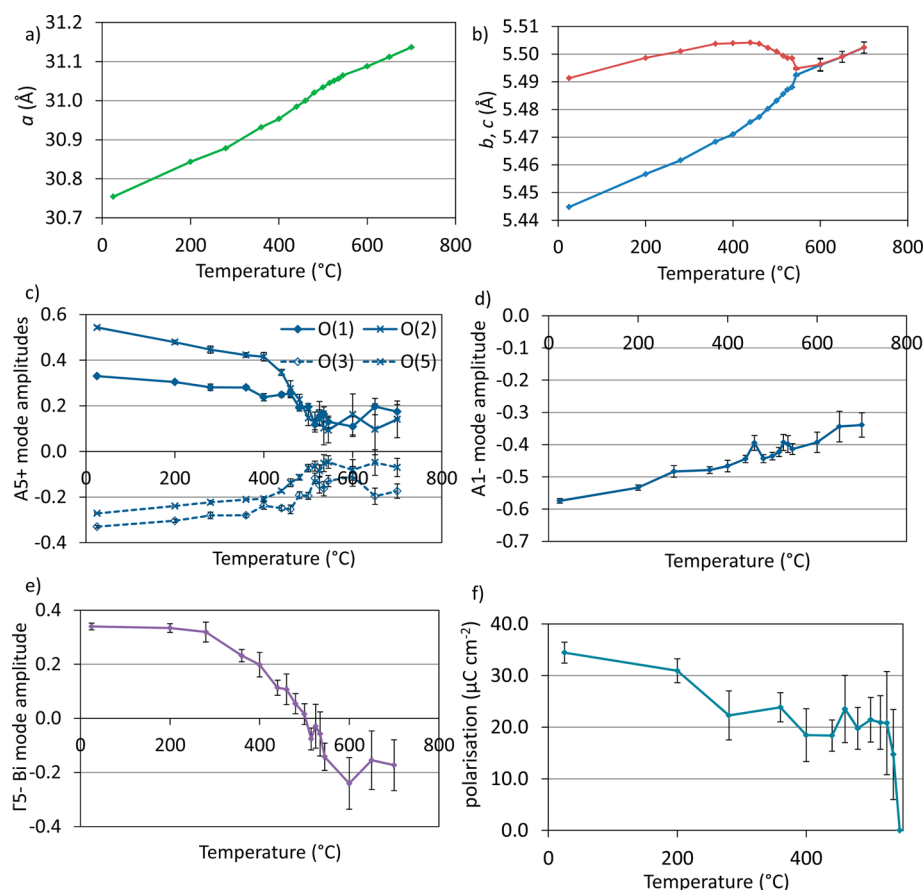 a)
31.2
31.1
31.0
30.9
30.8
30.7
a (Å)
0 200 400 600 800
Temperature (°C)
b)
5.51
5.50
5.49
5.48
5.47
5.46
5.45
5.44
b, c (Å)
0 200 400 600 800
Temperature (°C)
c)
0.6
0.4
0.2
0.0
-0.2
-0.4
A5+ mode amplitudes
O(1) O(2)
O(3) O(5)
0 200 400 600 800
Temperature (°C)
d)
0.0
-0.1
-0.2
-0.3
-0.4
-0.5
-0.6
-0.7
A1- mode amplitude
0 200 400 600 800
Temperature (°C)
e)
0.4
0.2
0.0
-0.2
-0.4
Γ5- Bi mode amplitude
0 200 400 600 800
Temperature (°C)
f)
40.0
30.0
20.0
10.0
0.0
polarisation (µC cm⁻²)
0 200 400
Temperature (°C)